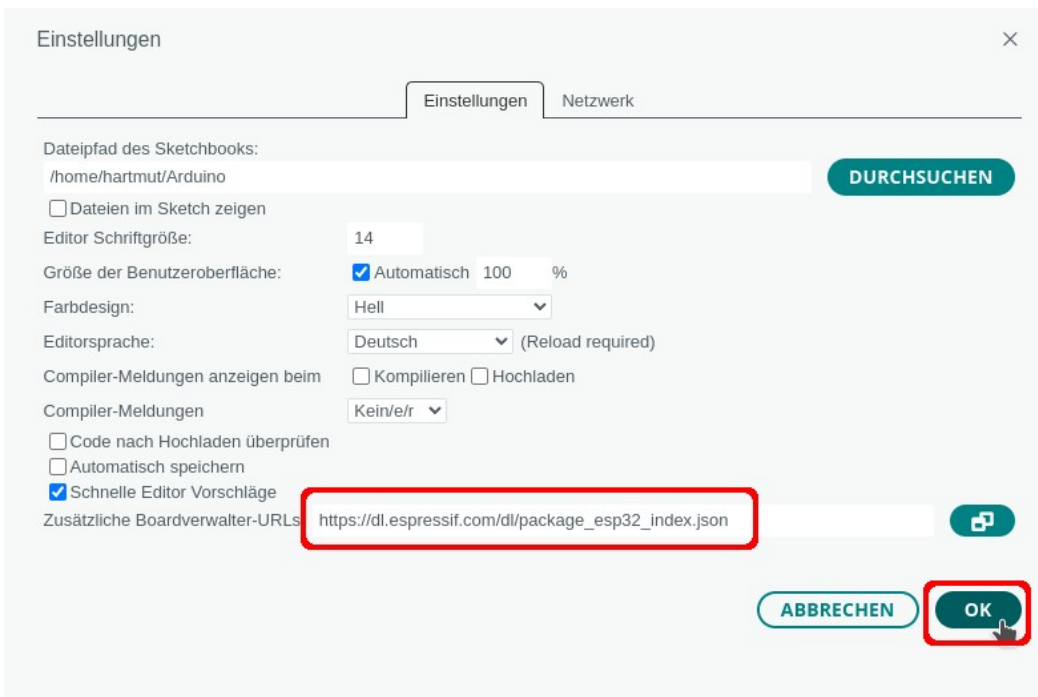 Einstellungen
Einstellungen Netzwerk
Dateipfad des Sketchbooks:
/home/hartmut/Arduino DURCHSUCHEN
Dateien im Sketch zeigen
Editor Schriftgröße: 14
Größe der Benutzeroberfläche: Automatisch 100 %
Farbdesign: Hell
Editorsprache: Deutsch (Reload required)
Compiler-Meldungen anzeigen beim Kompilieren Hochladen
Compiler-Meldungen Kein/e/r
Code nach Hochladen überprüfen
Automatisch speichern
Schnelle Editor Vorschläge
Zusätzliche Boardverwalter-URLs https://dl.espressif.com/dl/package_esp32_index.json
ABBRECHEN OK